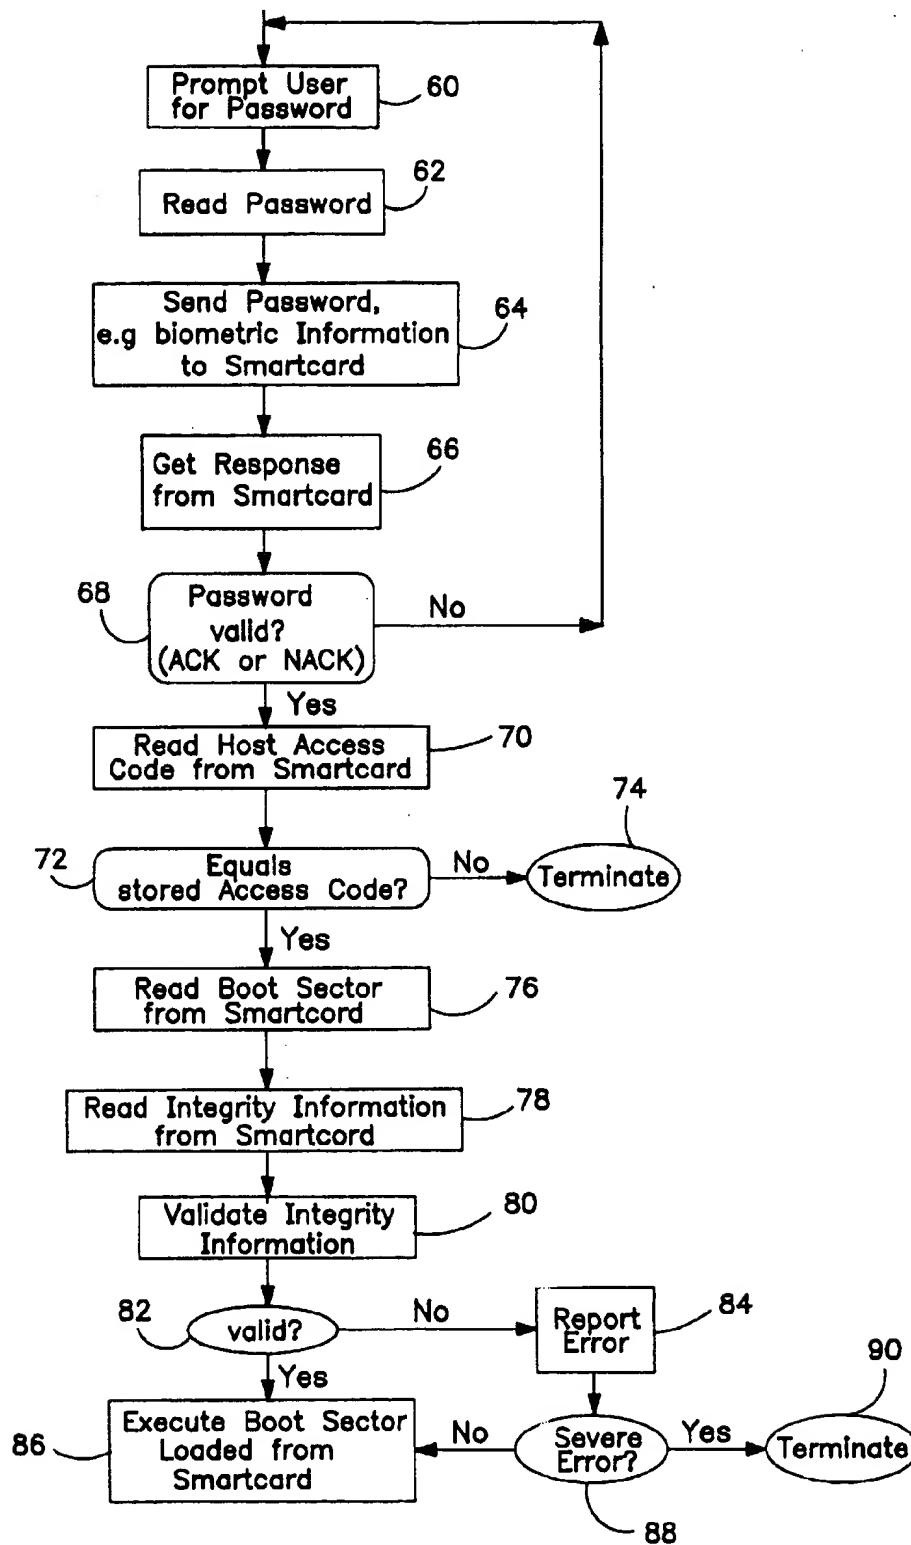 Prompt User
for Password
60
Read Password
62
Send Password,
e.g biometric Information
to Smartcard
64
Get Response
from Smartcard
66
68
Password
valid?
(ACK or NACK)
No
Yes
Read Host Access
Code from Smartcard
70
72
Equals
stored Access Code?
No
Terminate
74
Yes
Read Boot Sector
from Smartcord
76
Read Integrity Information
from Smartcord
78
Validate Integrity
Information
80
82
valid?
No
Report
Error
84
Yes
86
Execute Boot Sector
Loaded from
Smartcard
No
Severe
Error?
88
Yes
Terminate
90